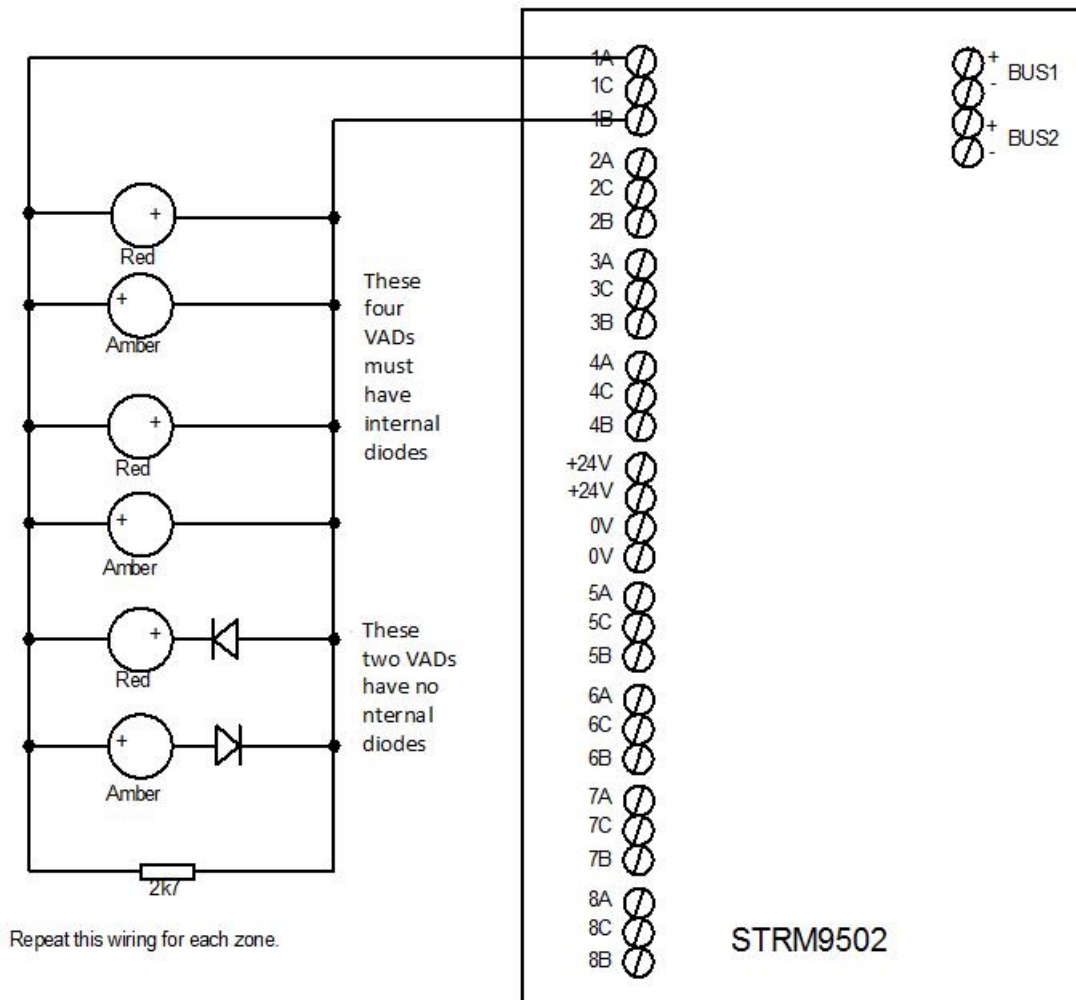 1A
1C
1B
2A
2C
2B
3A
3C
3B
4A
4C
4B
+24V
+24V
0V
0V
5A
5C
5B
6A
6C
6B
7A
7C
7B
8A
8C
8B
+
BUS1
-
+
BUS2
-
+
Red
+
Amber
+
Red
+
Amber
These
four
VADs
must
have
internal
diodes
+
Red
+
Amber
These
two VADs
have no
nternal
diodes
2k7
Repeat this wiring for each zone.
STRM9502